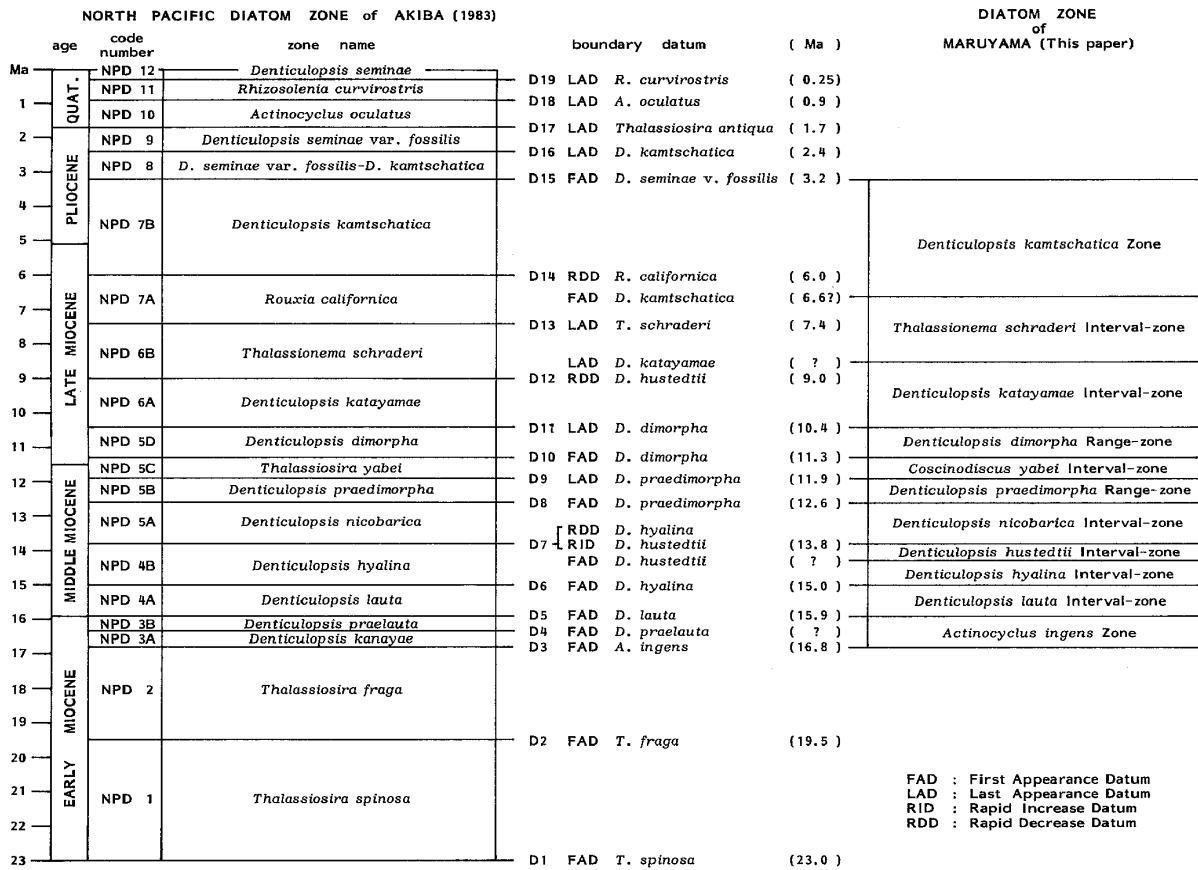 NORTH PACIFIC DIATOM ZONE of AKIBA (1983)
DIATOM ZONE
of
MARUYAMA (This paper)
age
code
number
zone name
boundary datum
( Ma )
Ma
QUAT.
PLIOCENE
LATE MIOCENE
MIDDLE MIOCENE
EARLY MIOCENE
1
2
3
4
5
6
7
8
9
10
11
12
13
14
15
16
17
18
19
20
21
22
23
NPD 12 Denticulopsis seminae
NPD 11 Rhizosolenia curvirostris
NPD 10 Actinocyclus oculatus
NPD 9 Denticulopsis seminae var. fossilis
NPD 8 D. seminae var. fossilis-D. kamtschatica
NPD 7B Denticulopsis kamtschatica
NPD 7A Rouxia californica
NPD 6B Thalassionema schraderi
NPD 6A Denticulopsis katayamae
NPD 5D Denticulopsis dimorpha
NPD 5C Thalassiosira yabei
NPD 5B Denticulopsis praedimorpha
NPD 5A Denticulopsis nicobarica
NPD 4B Denticulopsis hyalina
NPD 4A Denticulopsis lauta
NPD 3B Denticulopsis praelauta
NPD 3A Denticulopsis kanayae
NPD 2 Thalassiosira fraga
NPD 1 Thalassiosira spinosa
D19 LAD R. curvirostris ( 0.25)
D18 LAD A. oculatus ( 0.9 )
D17 LAD Thalassiosira antiqua ( 1.7 )
D16 LAD D. kamtschatica ( 2.4 )
D15 FAD D. seminae v. fossilis ( 3.2 )
D14 RDD R. californica ( 6.0 )
FAD D. kamtschatica ( 6.6?)
D13 LAD T. schraderi ( 7.4 )
LAD D. katayamae ( ? )
D12 RDD D. hustedtii ( 9.0 )
D11 LAD D. dimorpha (10.4 )
D10 FAD D. dimorpha (11.3 )
D9 LAD D. praedimorpha (11.9 )
D8 FAD D. praedimorpha (12.6 )
RDD D. hyalina
D7 RID D. hustedtii (13.8 )
FAD D. hustedtii ( ? )
D6 FAD D. hyalina (15.0 )
D5 FAD D. lauta (15.9 )
D4 FAD D. praelauta ( ? )
D3 FAD A. ingens (16.8 )
D2 FAD T. fraga (19.5 )
D1 FAD T. spinosa (23.0 )
Denticulopsis kamtschatica Zone
Thalassionema schraderi Interval-zone
Denticulopsis katayamae Interval-zone
Denticulopsis dimorpha Range-zone
Coscinodiscus yabei Interval-zone
Denticulopsis praedimorpha Range-zone
Denticulopsis nicobarica Interval-zone
Denticulopsis hustedtii Interval-zone
Denticulopsis hyalina Interval-zone
Denticulopsis lauta Interval-zone
Actinocyclus ingens Zone
FAD : First Appearance Datum
LAD : Last Appearance Datum
RID : Rapid Increase Datum
RDD : Rapid Decrease Datum